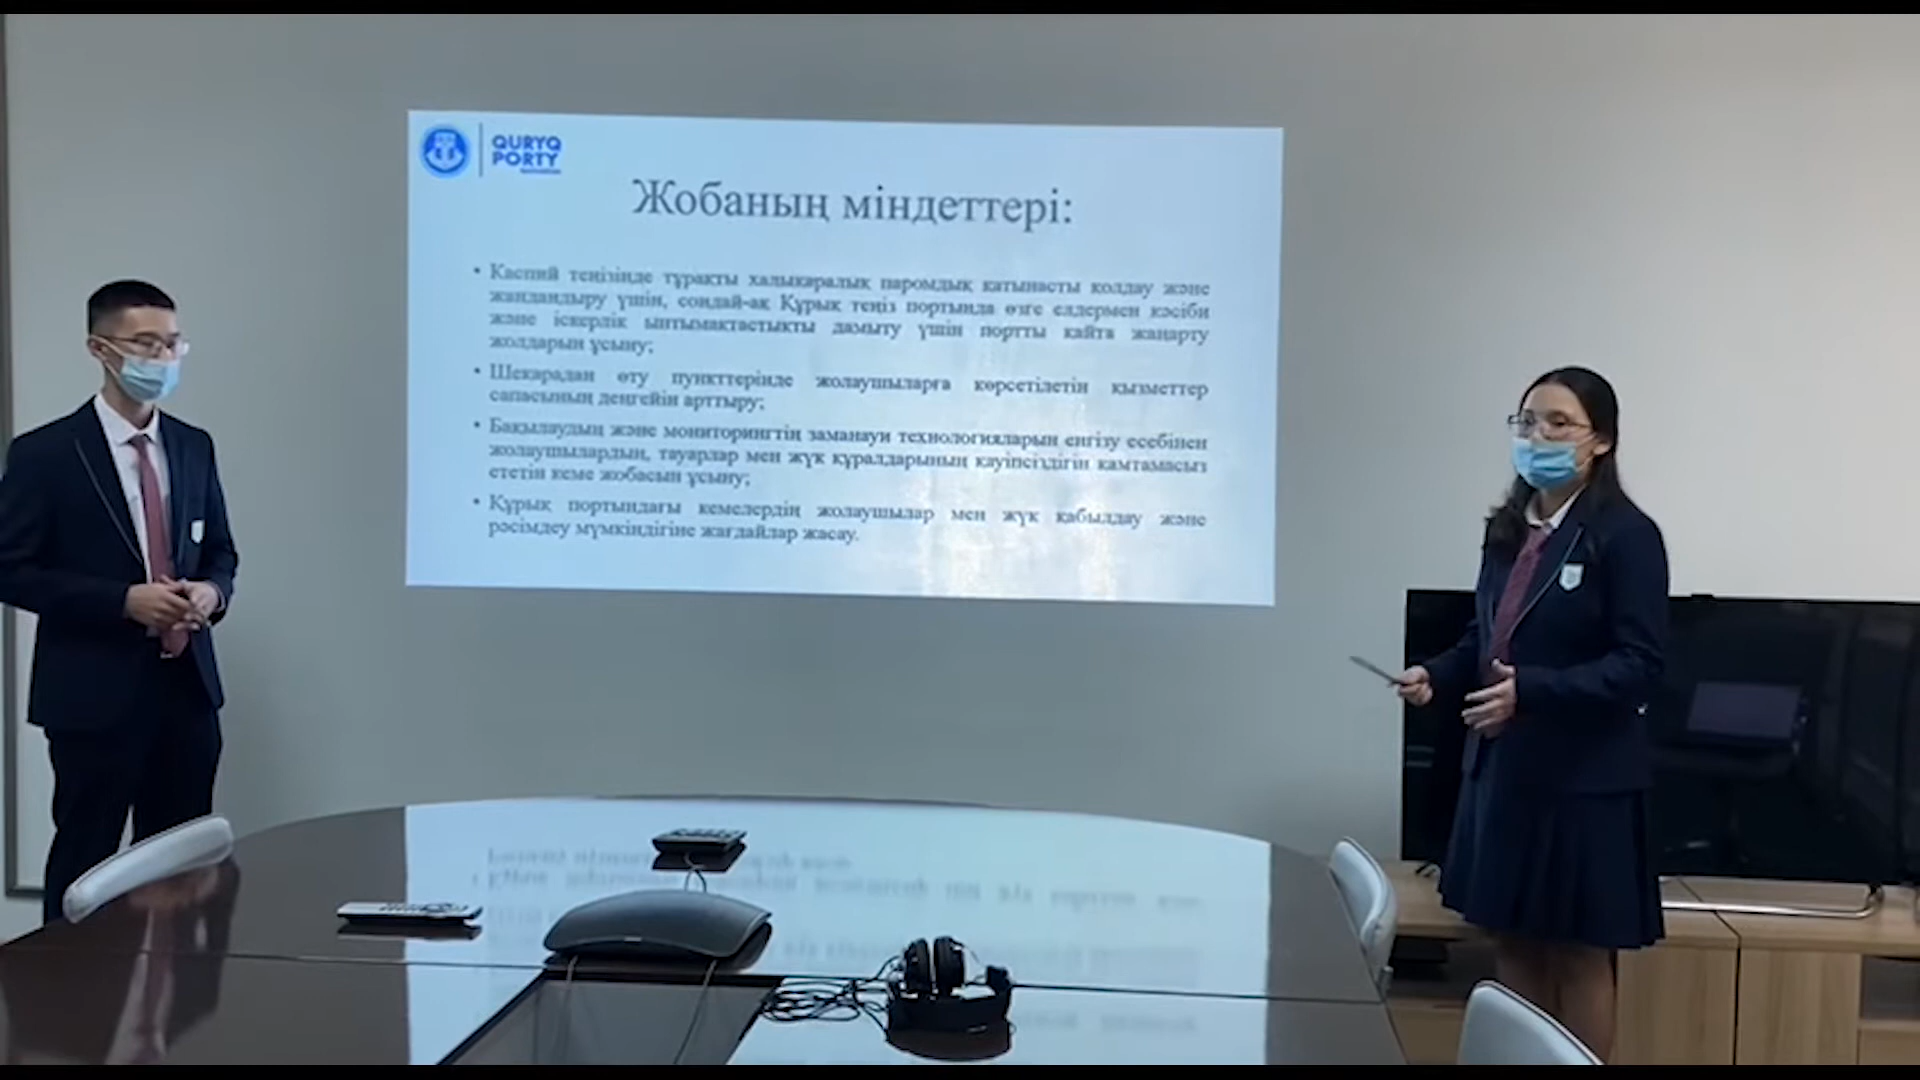 QURYQ
PORTY
Жобаның міндеттері:
• Каспий теңізінде тұрақты халықаралық паромдық қатынасты қолдау және
жандандыру үшін, сондай-ақ Құрық теңіз портында өзге елдермен кәсіби
және іскерлік ынтымақтастықты дамыту үшін портты қайта жаңарту
жолдарын ұсыну;
• Шекарадан өту пункттерінде жолаушыларға көрсетілетін қызметтер
сапасының деңгейін арттыру;
• Бақылаудың және мониторингтің заманауи технологияларын енгізу есебінен
жолаушылардың, тауарлар мен жүк құралдарының қауіпсіздігін қамтамасыз
ететін кеме жобасын ұсыну;
• Құрық портындағы кемелердің жолаушылар мен жүк қабылдау және
рәсімдеу мүмкіндігіне жағдайлар жасау.